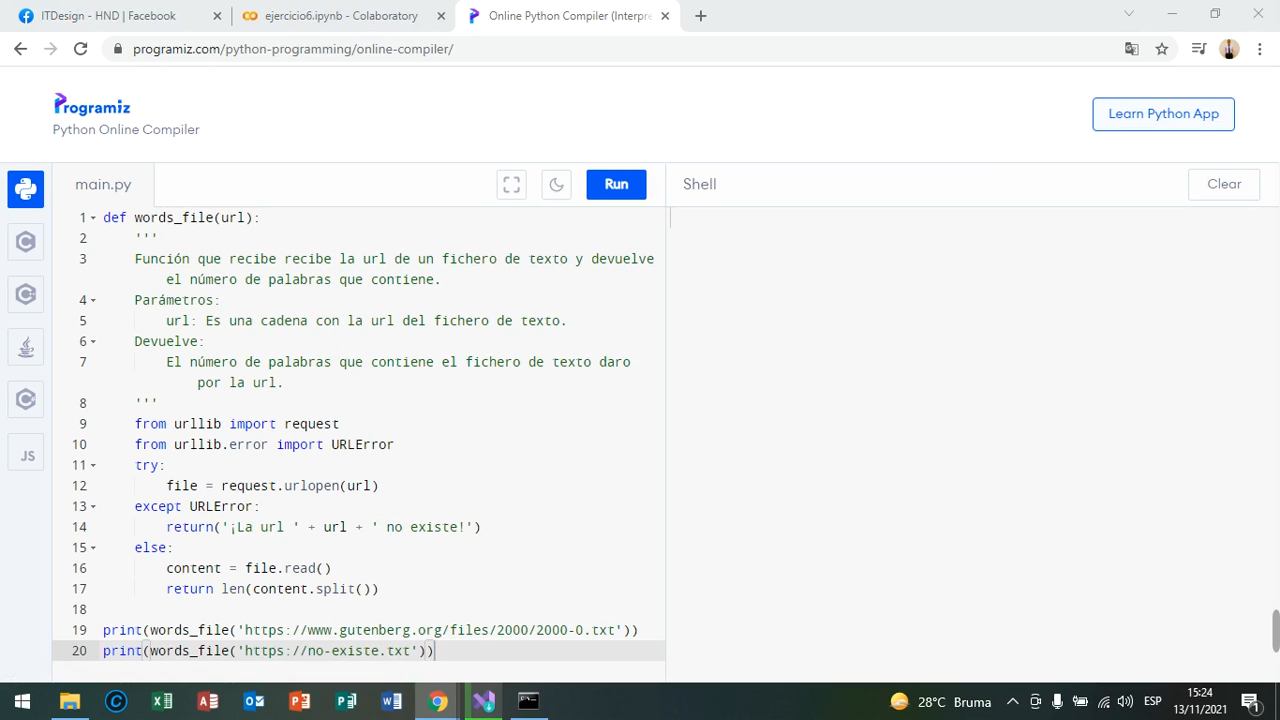 ITDesign - HND | Facebook
ejercicio6.ipynb - Colaboratory
Online Python Compiler (Interpre
programiz.com/python-programming/online-compiler/
Programiz
Python Online Compiler
Learn Python App
main.py
Run
Shell
Clear
1 def words_file(url):
2 '''
3 Función que recibe recibe la url de un fichero de texto y devuelve
el número de palabras que contiene.
4 Parámetros:
5 url: Es una cadena con la url del fichero de texto.
6 Devuelve:
7 El número de palabras que contiene el fichero de texto daro
por la url.
8 '''
9 from urllib import request
10 from urllib.error import URLError
11 try:
12 file = request.urlopen(url)
13 except URLError:
14 return('¡La url ' + url + ' no existe!')
15 else:
16 content = file.read()
17 return len(content.split())
18
19 print(words_file('https://www.gutenberg.org/files/2000/2000-0.txt'))
20 print(words_file('https://no-existe.txt'))
JS
28°C Bruma
ESP
15:24
13/11/2021